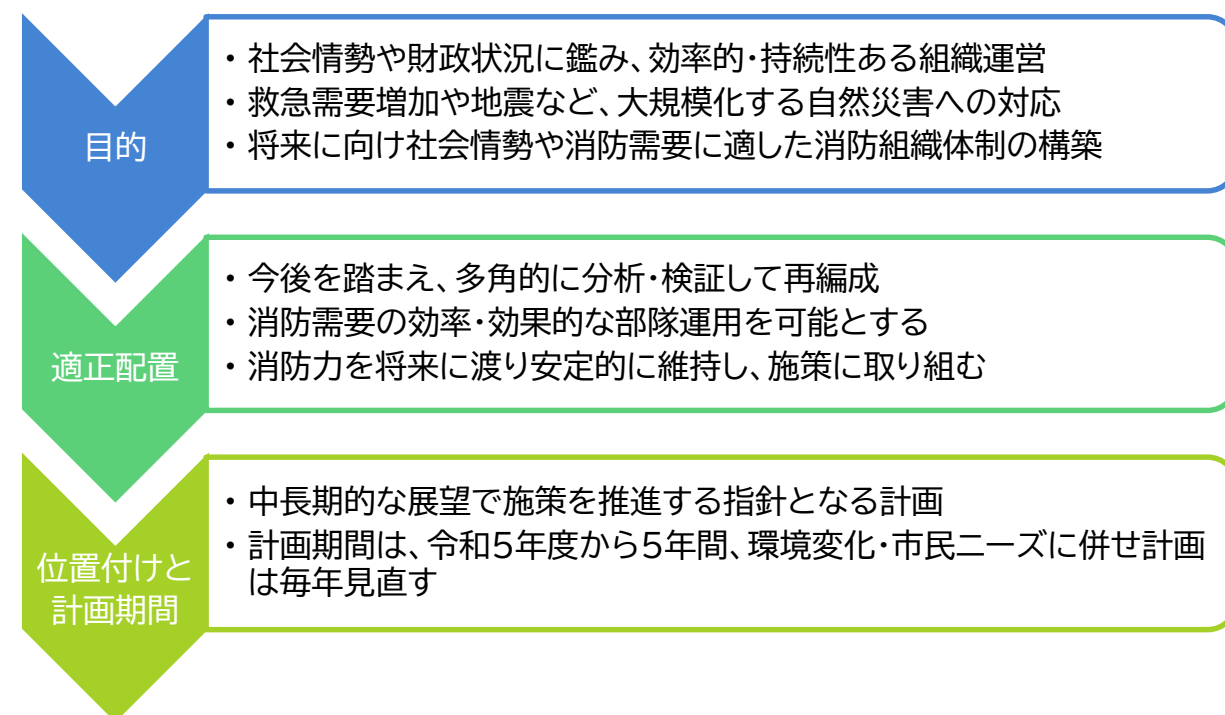 目的
・社会情勢や財政状況に鑑み、効率的・持続性ある組織運営
・救急需要増加や地震など、大規模化する自然災害への対応
・将来に向け社会情勢や消防需要に適した消防組織体制の構築
適正配置
・今後を踏まえ、多角的に分析・検証して再編成
・消防需要の効率・効果的な部隊運用を可能とする
・消防力を将来に渡り安定的に維持し、施策に取り組む
位置付けと
計画期間
・中長期的な展望で施策を推進する指針となる計画
・計画期間は、令和5年度から5年間、環境変化・市民ニーズに併せ計画
は毎年見直す